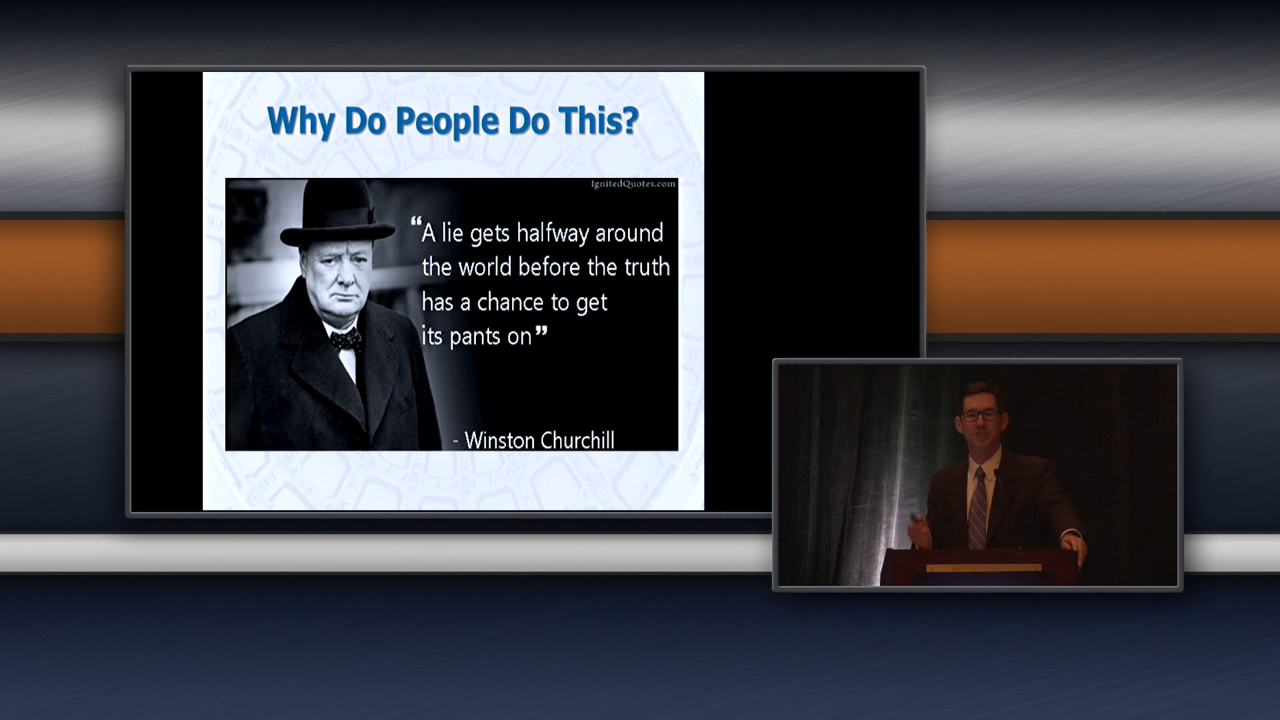 Why Do People Do This?
IgnitedQuotes.com
“A lie gets halfway around
the world before the truth
has a chance to get
its pants on”
- Winston Churchill